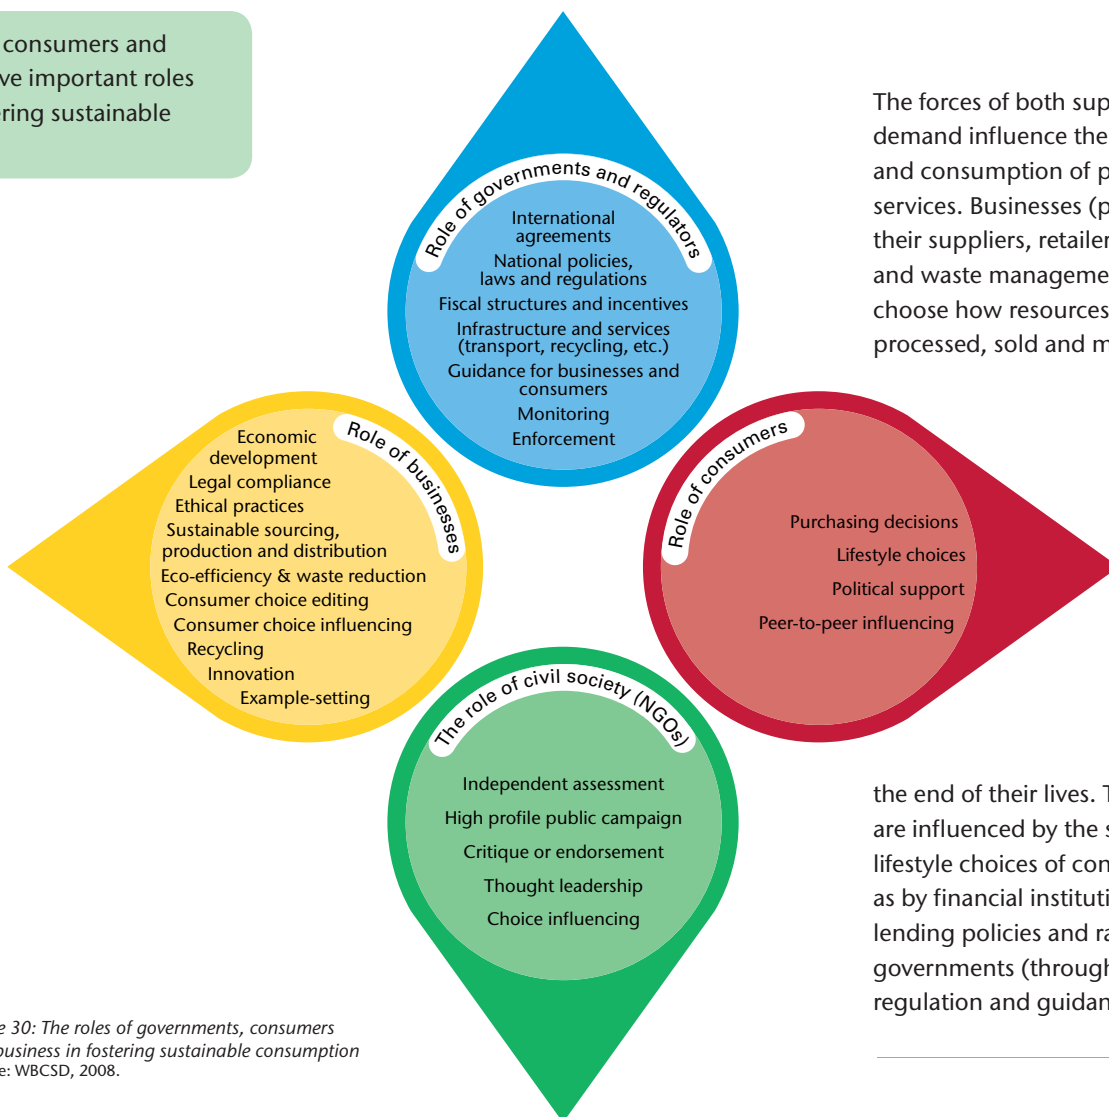 consumers and
ve important roles
ering sustainable
The forces of both sup
demand influence the
and consumption of p
services. Businesses (p
their suppliers, retailer
and waste manageme
choose how resources
processed, sold and m
Role of governments and regulators
International
agreements
National policies,
laws and regulations
Fiscal structures and incentives
Infrastructure and services
(transport, recycling, etc.)
Guidance for businesses and
consumers
Monitoring
Enforcement
Role of businesses
Economic
development
Legal compliance
Ethical practices
Sustainable sourcing,
production and distribution
Eco-efficiency & waste reduction
Consumer choice editing
Consumer choice influencing
Recycling
Innovation
Example-setting
Role of consumers
Purchasing decisions
Lifestyle choices
Political support
Peer-to-peer influencing
The role of civil society (NGOs)
Independent assessment
High profile public campaign
Critique or endorsement
Thought leadership
Choice influencing
the end of their lives. T
are influenced by the s
lifestyle choices of con
as by financial instituti
lending policies and ra
governments (through
regulation and guidan
e 30: The roles of governments, consumers
business in fostering sustainable consumption
e: WBCSD, 2008.